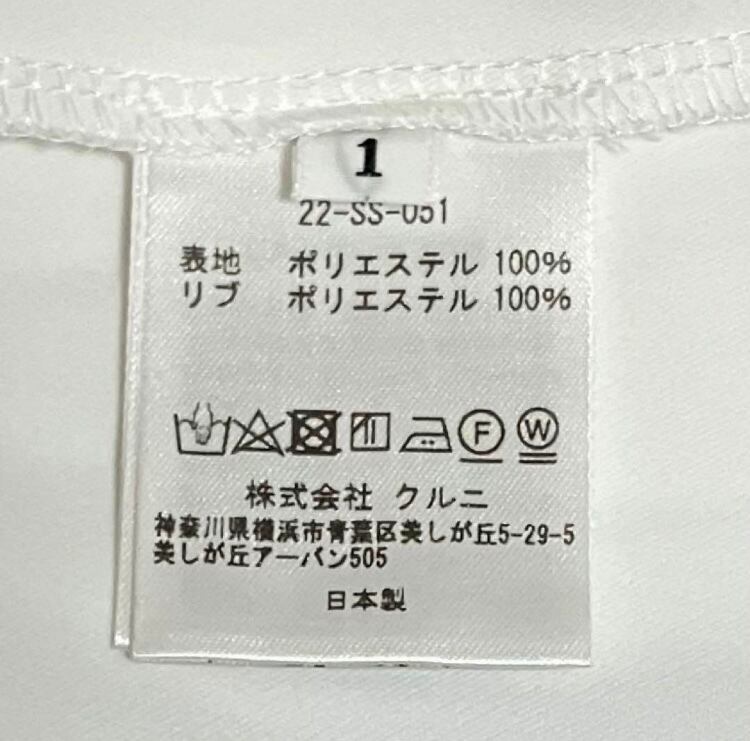 1
22-SS-051
表地 ポリエステル 100%
リブ ポリエステル 100%
F W
株式会社 クルニ
神奈川県横浜市青葉区美しが丘5-29-5
美しが丘アーバン505
日本製